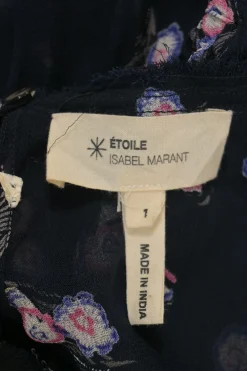 ÉTOILE
ISABEL MARANT
1
MADE IN INDIA